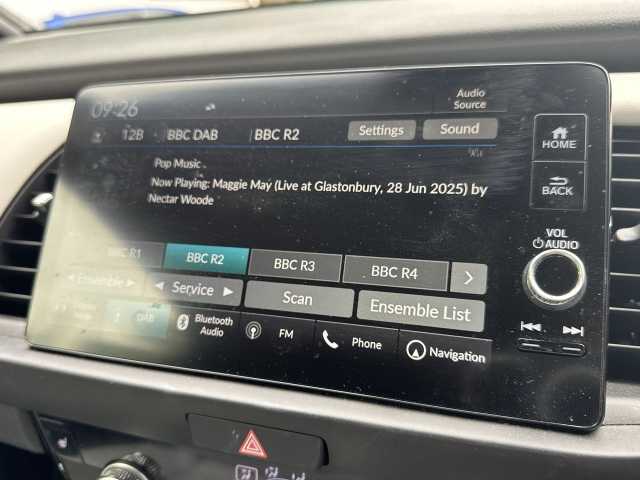 09:26
Audio
Source
12B BBC DAB BBC R2 Settings Sound
HOME
Pop Music
Now Playing: Maggie May (Live at Glastonbury, 28 Jun 2025) by
Nectar Woode
BACK
VOL
AUDIO
BBC R1 BBC R2 BBC R3 BBC R4 >
◄ Ensemble ► ◄ Service ► Scan Ensemble List
DAB Bluetooth
Audio FM Phone Navigation